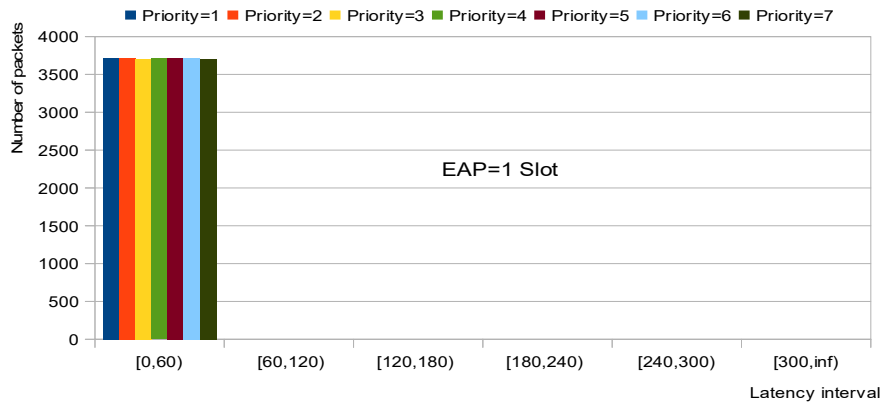 Priority=1 Priority=2 Priority=3 Priority=4 Priority=5 Priority=6 Priority=7
Number of packets
4000
3500
3000
2500
2000
1500
1000
500
0
EAP=1 Slot
[0,60) [60,120) [120,180) [180,240) [240,300) [300,inf)
Latency interval